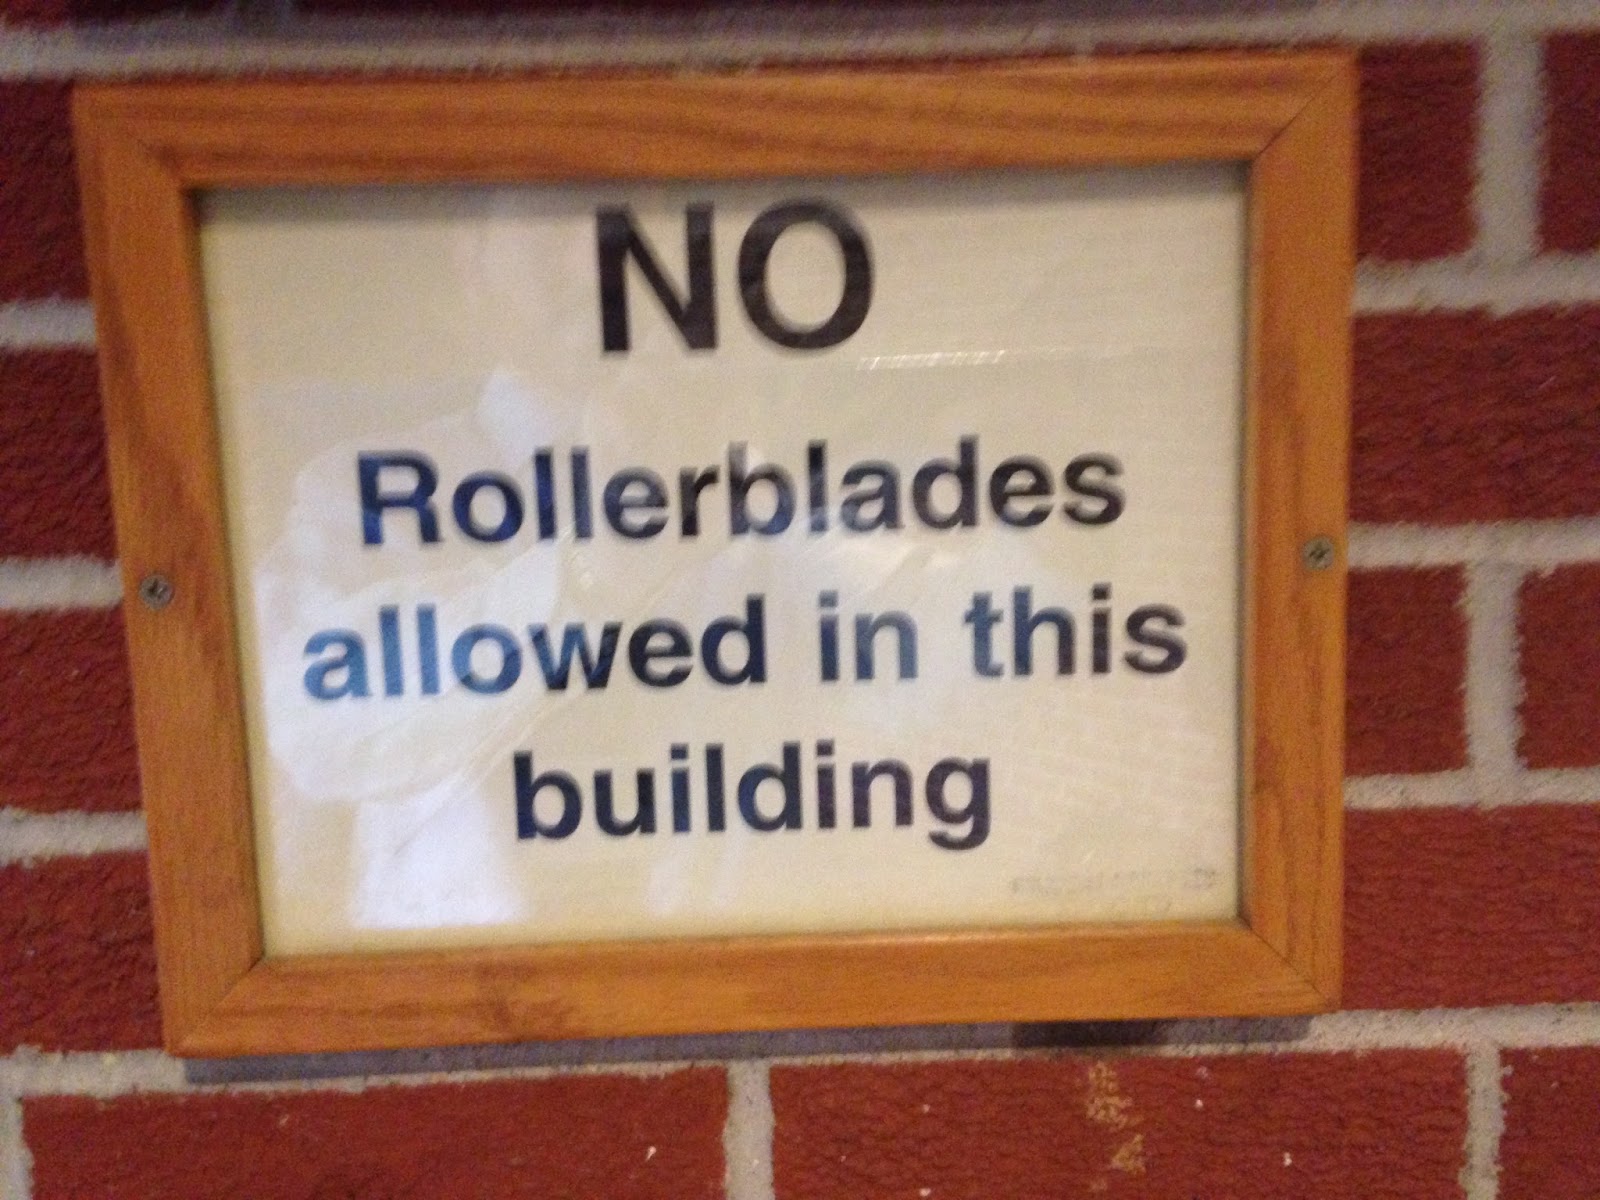 NO
Rollerblades
allowed in this
building